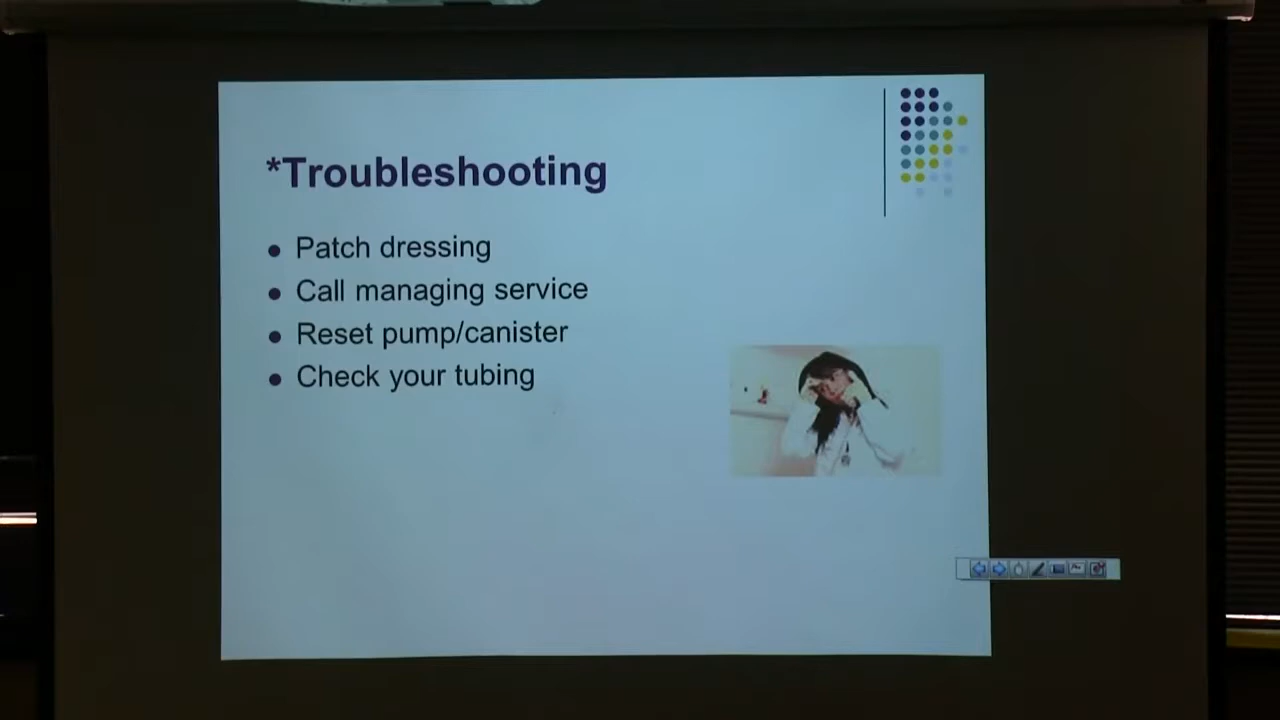 *Troubleshooting
Patch dressing
Call managing service
Reset pump/canister
Check your tubing